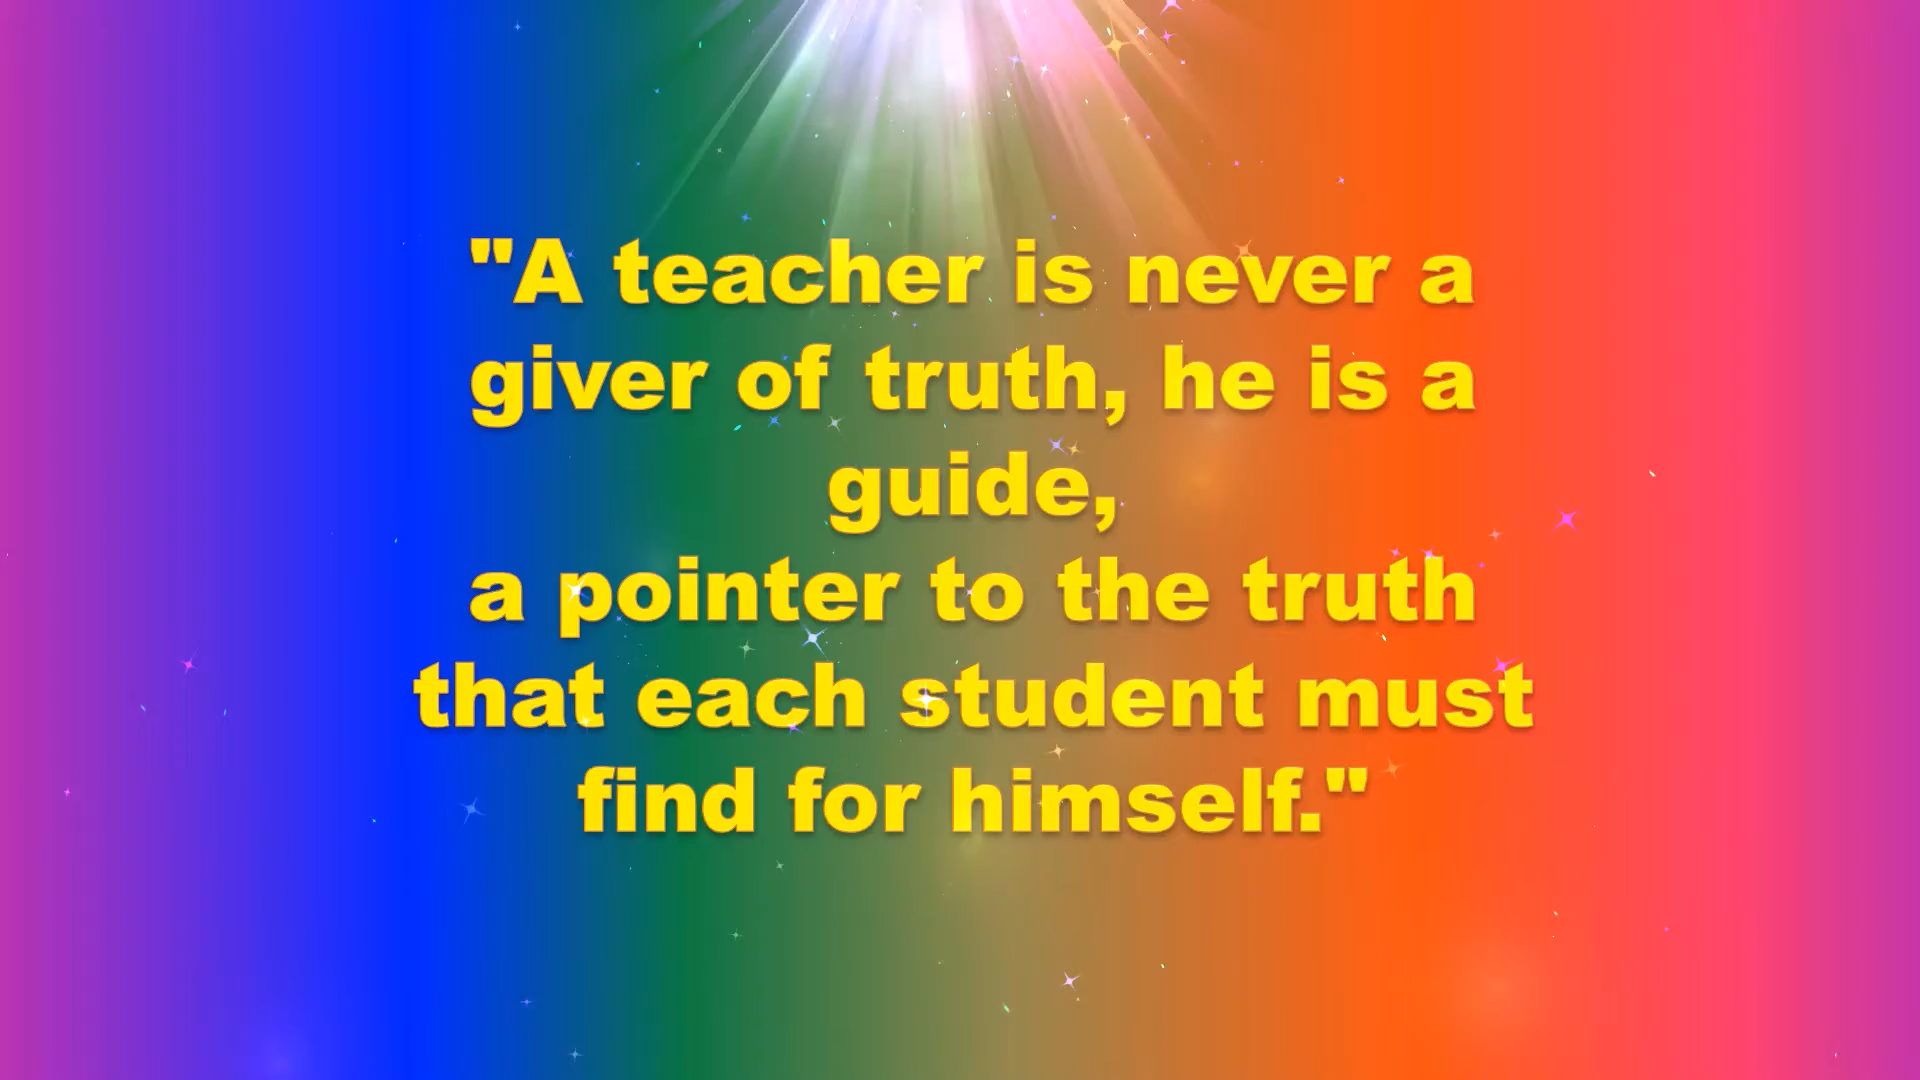 "A teacher is never a
giver of truth, he is a
guide,
a pointer to the truth
that each student must
find for himself."